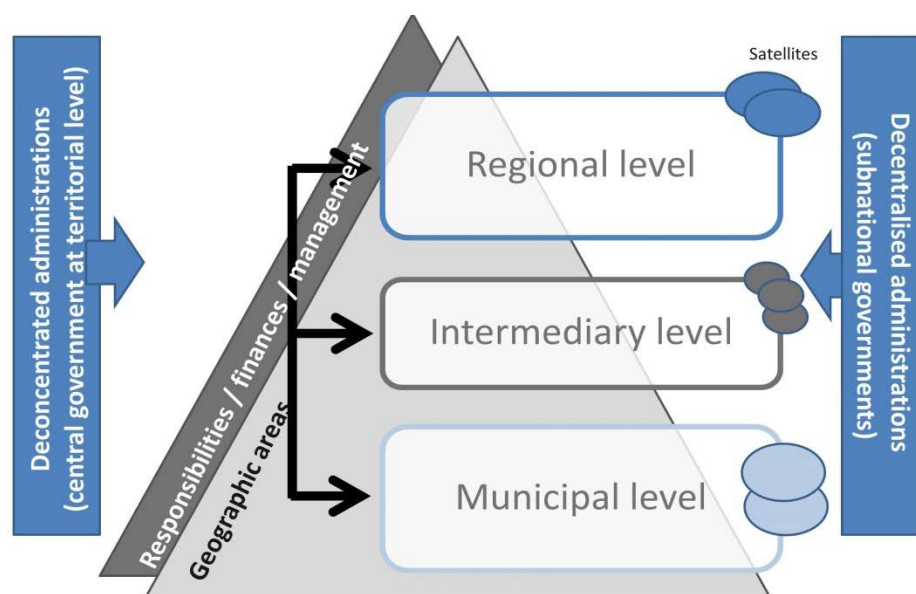 Deconcentrated administrations
(central government at territorial level)
Responsibilities / finances / management
Geographic areas
Satellites
Regional level
Intermediary level
Municipal level
Decentralised administrations
(subnational governments)